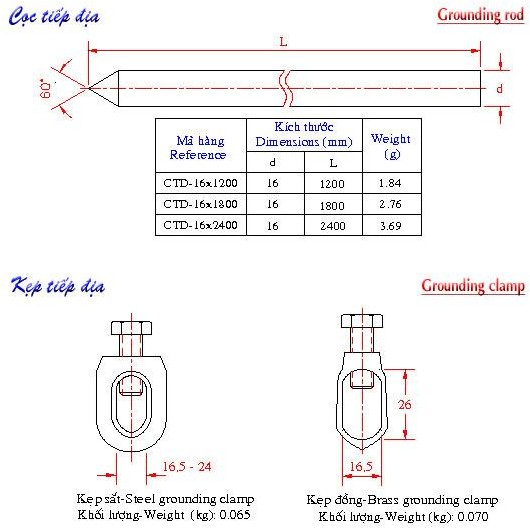 Cọc tiếp địa
Grounding rod
L
60°
d
Mã hàng
Reference
Kích thước
Dimensions (mm)
Weight
(g)
d
L
CTD-16x1200 16 1200 1.84
CTD-16x1800 16 1800 2.76
CTD-16x2400 16 2400 3.69
Kẹp tiếp địa
Grounding clamp
26
16,5 - 24
16,5
Kẹp sắt-Steel grounding clamp
Khối lượng-Weight (kg): 0.065
Kẹp đồng-Brass grounding clamp
Khối lượng-Weight (kg): 0.070